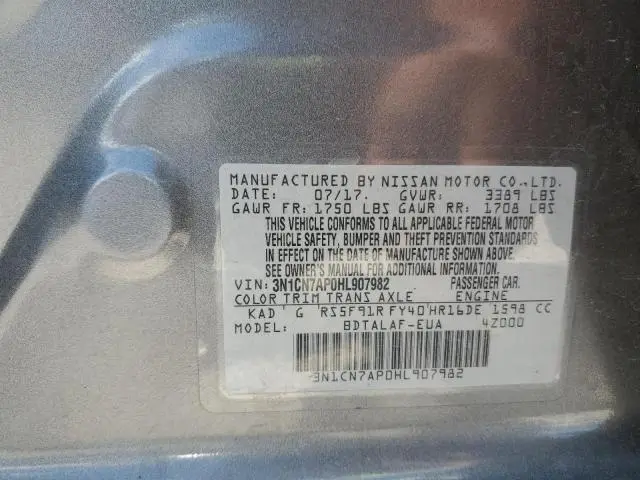 MANUFACTURED BY NISSAN MOTOR CO.,LTD.
DATE: 07/17. GVWR: 3389 LBS
GAWR FR: 1750 LBS GAWR RR: 1708 LBS
THIS VEHICLE CONFORMS TO ALL APPLICABLE FEDERAL MOTOR
VEHICLE SAFETY, BUMPER AND THEFT PREVENTION STANDARDS
IN EFFECT ON THE DATE OF MANUFACTURE SHOWN ABOVE.
SEE OWNER'S MANUAL OR ADDITIONAL INFORMATION.
VIN: 3N1CN7AP0HL907982 PASSENGER CAR.
COLOR TRIM TRANS AXLE ENGINE
KAD G RS5F91R FY40 HR16DE 1598 CC
MODEL: BDTALAF-EUA 4Z000
3N1CN7AP0HL907982